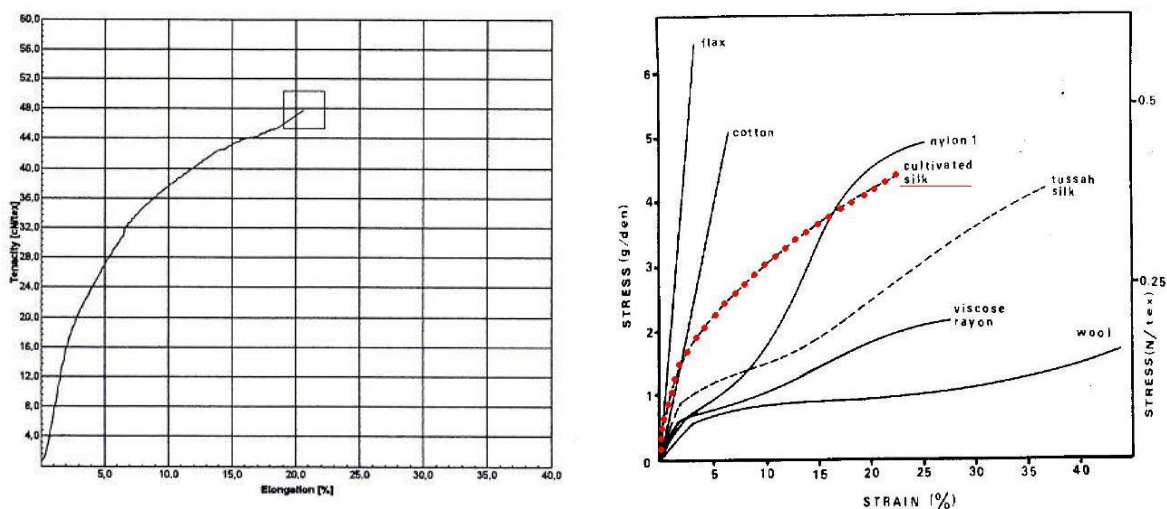 60,0
56,0
52,0
48,0
44,0
40,0
36,0
32,0
28,0
24,0
20,0
16,0
12,0
8,0
4,0
Tenacity [cN/tex]
5,0 10,0 15,0 20,0 25,0 30,0 35,0 40,0
Elongation [%]
6
5
4
3
2
1
0
STRESS (g/den)
flax
cotton
nylon 1
cultivated
silk
tussah
silk
viscose
rayon
wool
0.5
0.25
STRESS (N/tex)
5 10 15 20 25 30 35 40
STRAIN (%)